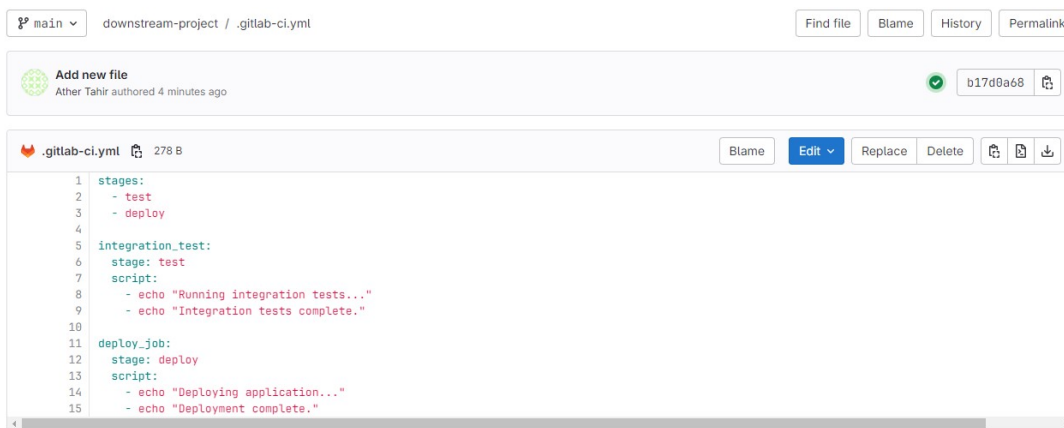 main downstream-project / .gitlab-ci.yml Find file Blame History Permalink
Add new file
Ather Tahir authored 4 minutes ago b17d0a68
.gitlab-ci.yml 278 B Blame Edit Replace Delete
1 stages:
2   - test
3   - deploy
4
5 integration_test:
6   stage: test
7   script:
8     - echo "Running integration tests..."
9     - echo "Integration tests complete."
10
11 deploy_job:
12   stage: deploy
13   script:
14     - echo "Deploying application..."
15     - echo "Deployment complete."